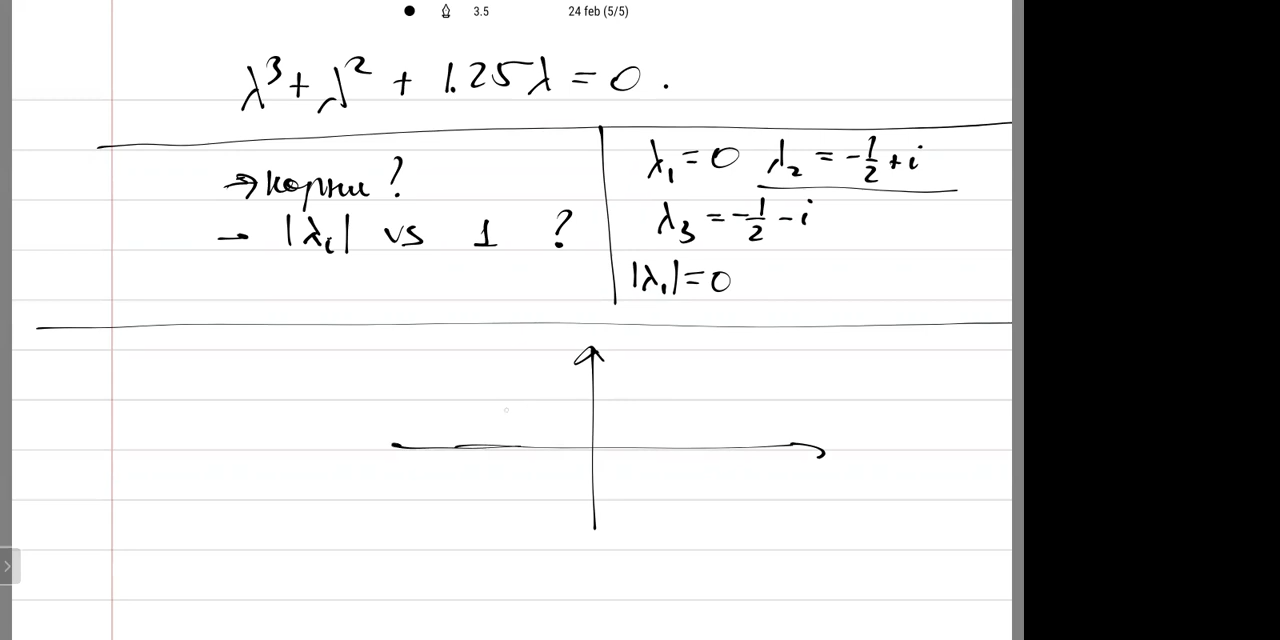 3.5 24 feb (5/5)
λ³ + λ² + 1.25λ = 0.
→ корни?
→ |λᵢ| vs 1 ?
λ₁ = 0 λ₂ = -1/2 + i
λ₃ = -1/2 - i
|λ₁| = 0